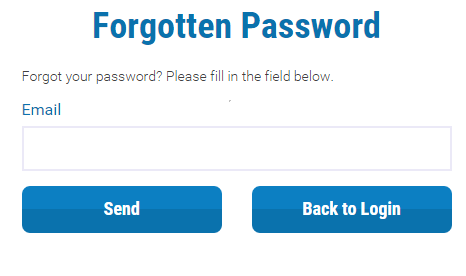 Forgotten Password
Forgot your password? Please fill in the field below.
Email
Send
Back to Login